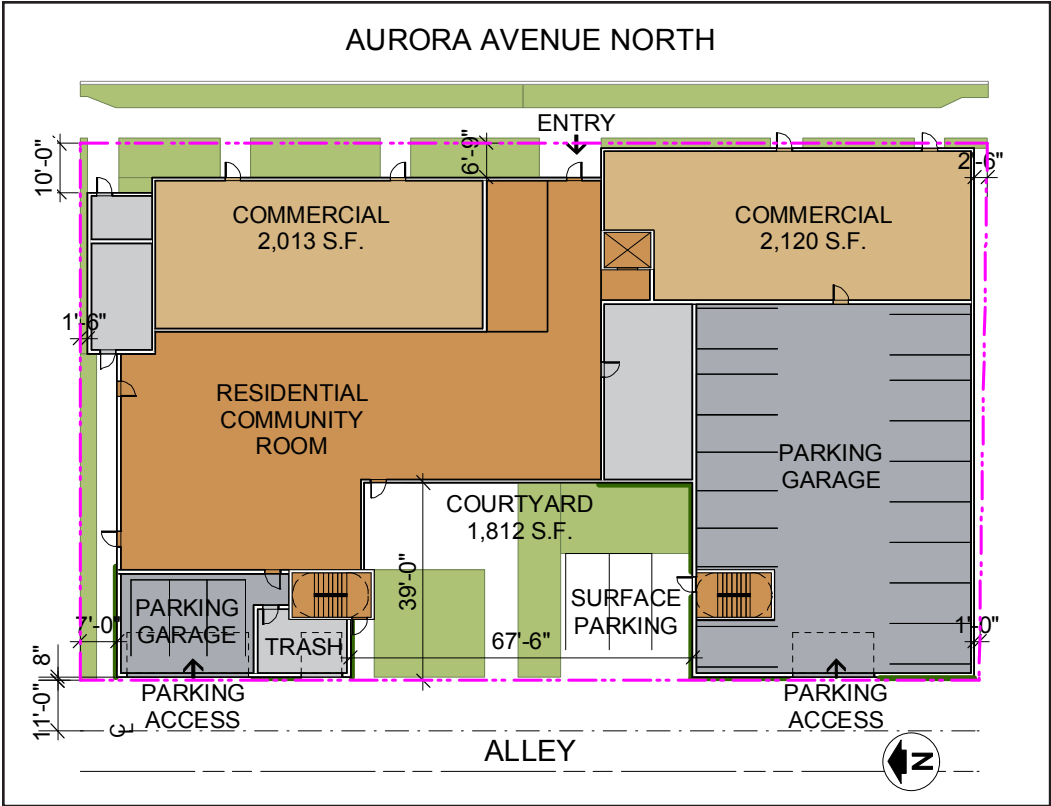 AURORA AVENUE NORTH
ENTRY
10'-0"
6'-9"
2'-6"
COMMERCIAL
2,013 S.F.
COMMERCIAL
2,120 S.F.
1'-6"
RESIDENTIAL
COMMUNITY
ROOM
PARKING
GARAGE
COURTYARD
1,812 S.F.
39'-0"
PARKING
GARAGE
SURFACE
PARKING
7'-0"
TRASH
67'-6"
1'-0"
8"
11'-0"
PARKING
ACCESS
PARKING
ACCESS
CL
ALLEY
N